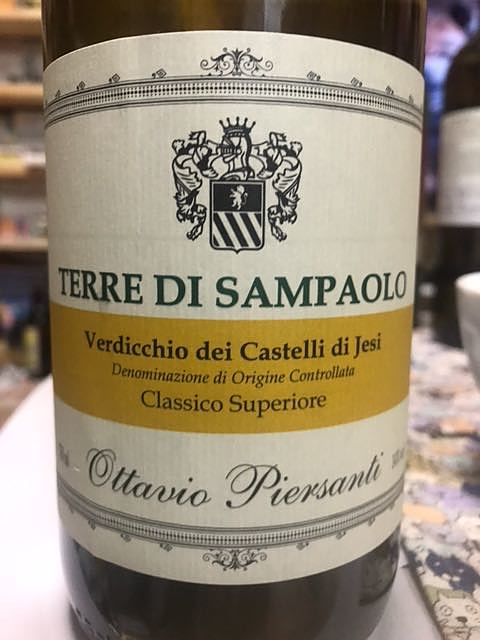 TERRE DI SAMPAOLO
Verdicchio dei Castelli di Jesi
Denominazione di Origine Controllata
Classico Superiore
Ottavio Piersanti